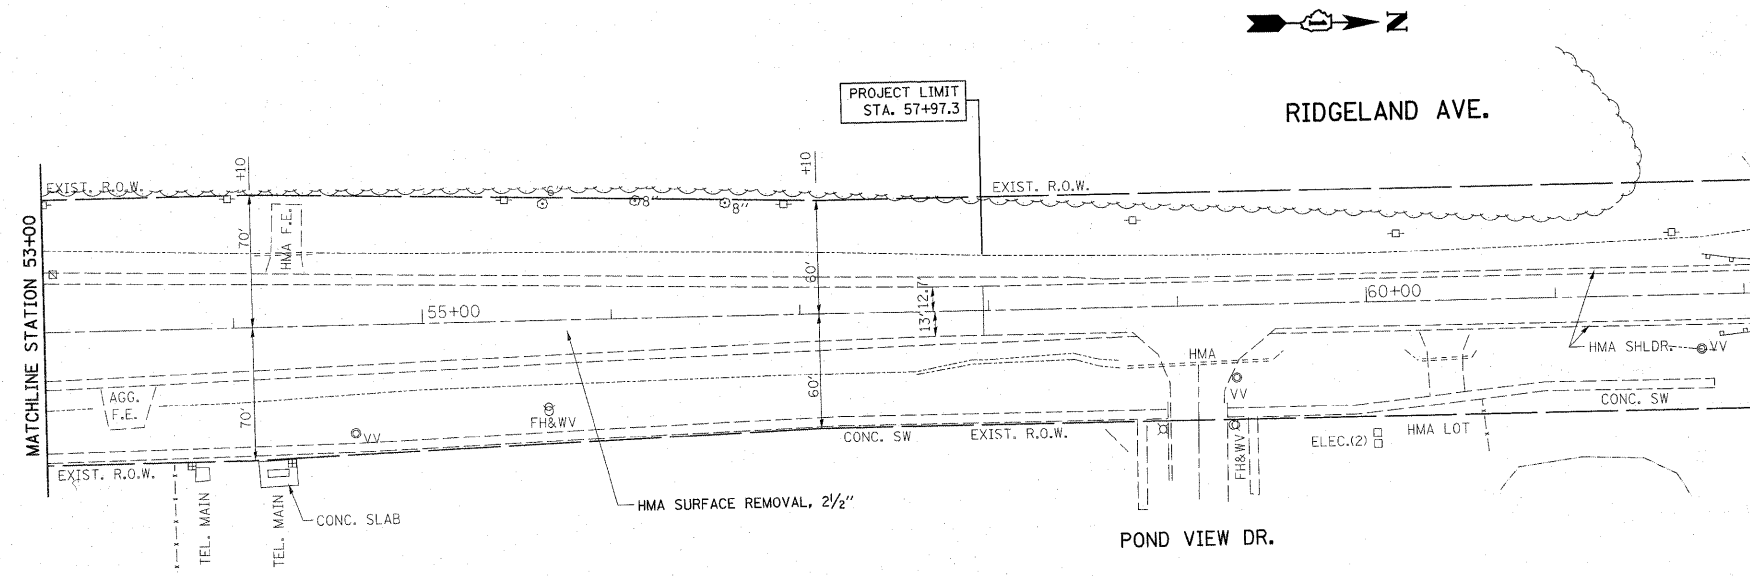 N
PROJECT LIMIT
STA. 57+97.3
RIDGELAND AVE.
+10
+10
EXIST. R.O.W.
6"
8"
8"
EXIST. R.O.W.
MATCHLINE STATION 53+00
70'
HMA F.E.
60'
12.7'
13'
55+00
60+00
HMA SHLDR.
VV
HMA
AGG.
F.E.
70'
60'
VV
FH&WV
VV
CONC. SW
CONC. SW
EXIST. R.O.W.
ELEC.(2)
HMA LOT
FH&WV
EXIST. R.O.W.
TEL. MAIN
TEL. MAIN
CONC. SLAB
HMA SURFACE REMOVAL, 2½"
POND VIEW DR.